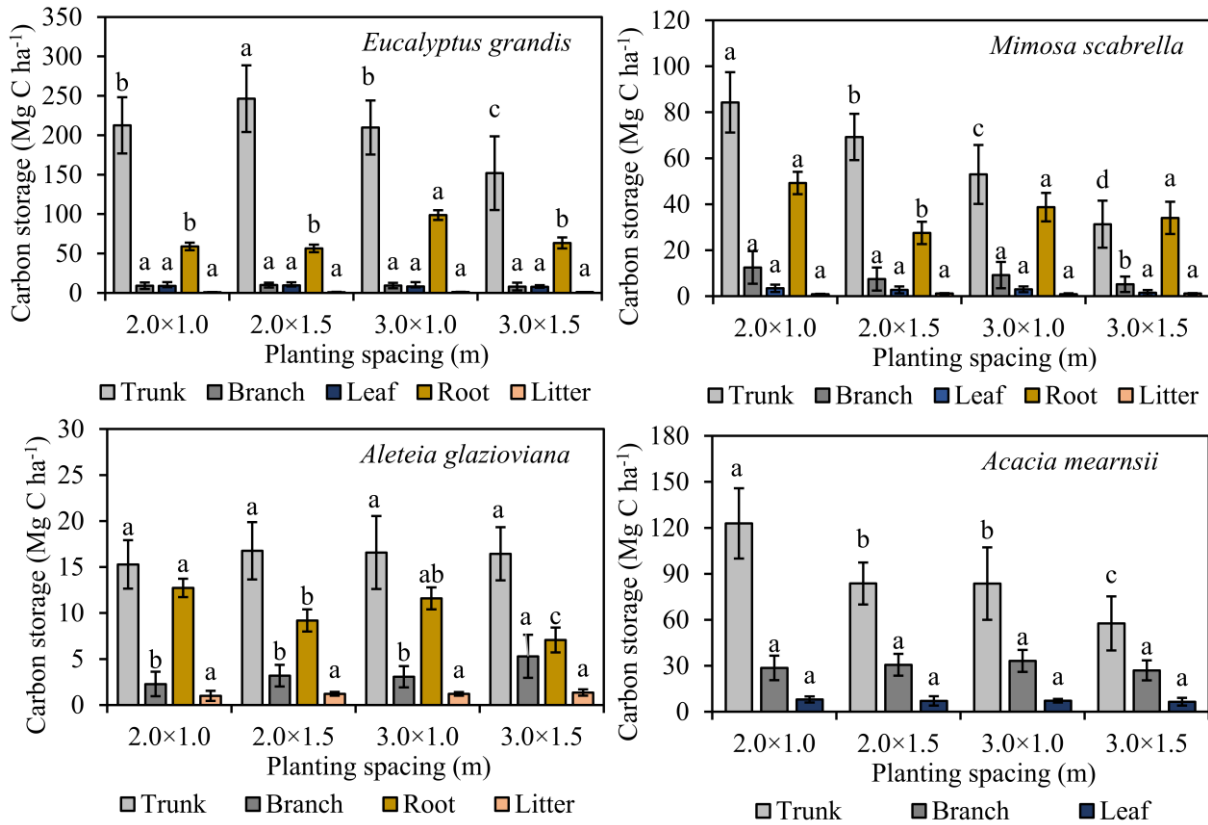 Carbon storage (Mg C ha⁻¹)
350
300
250
200
150
100
50
0
Eucalyptus grandis
b a a b a
a a a b a
b a a a a
c a a b a
2.0×1.0 2.0×1.5 3.0×1.0 3.0×1.5
Planting spacing (m)
Trunk Branch Leaf Root Litter
Carbon storage (Mg C ha⁻¹)
120
100
80
60
40
20
0
Mimosa scabrella
a a a a a
b a a b a
c a a a a
d b a a a
2.0×1.0 2.0×1.5 3.0×1.0 3.0×1.5
Planting spacing (m)
Trunk Branch Leaf Root Litter
Carbon storage (Mg C ha⁻¹)
30
25
20
15
10
5
0
Aleteia glazioviana
a b a a
a b b a
a b ab a
a a c a
2.0×1.0 2.0×1.5 3.0×1.0 3.0×1.5
Planting spacing (m)
Trunk Branch Root Litter
Carbon storage (Mg C ha⁻¹)
180
150
120
90
60
30
0
Acacia mearnsii
a a a
b a a
b a a
c a a
2.0×1.0 2.0×1.5 3.0×1.0 3.0×1.5
Planting spacing (m)
Trunk Branch Leaf